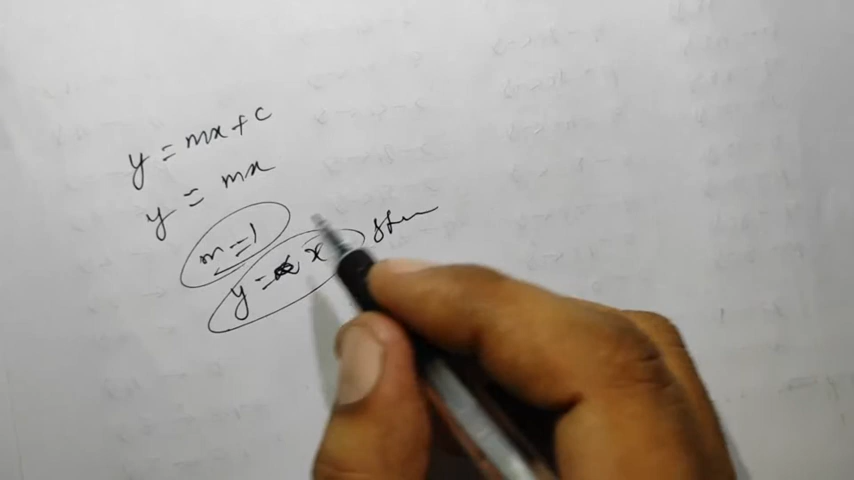 y = mx + c
y = mx
m = 1
y = x